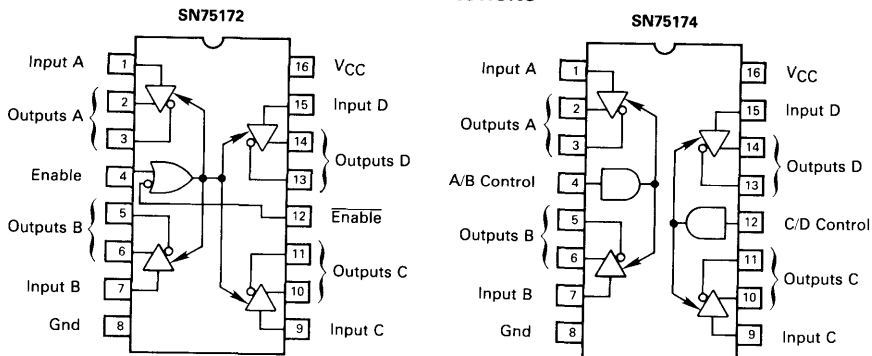 SN75172
Input A 1
Outputs A 2
3
Enable 4
Outputs B 5
6
Input B 7
Gnd 8
16 VCC
15 Input D
14 Outputs D
13
12 Enable
11 Outputs C
10
9 Input C
SN75174
Input A 1
Outputs A 2
3
A/B Control 4
Outputs B 5
6
Input B 7
Gnd 8
16 VCC
15 Input D
14 Outputs D
13
12 C/D Control
11 Outputs C
10
9 Input C